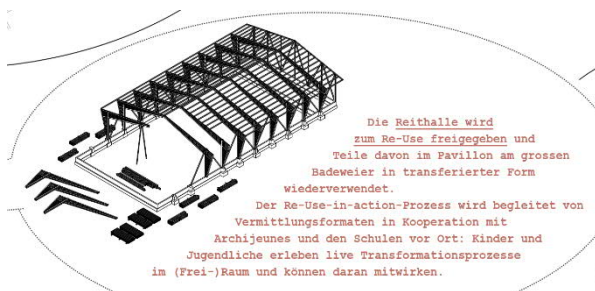 Die Reithalle wird
zum Re-Use freigegeben und
Teile davon im Pavillon am grossen
Badeweier in transferierter Form
wiederverwendet.
Der Re-Use-in-action-Prozess wird begleitet von
Vermittlungsformaten in Kooperation mit
Archijeunes und den Schulen vor Ort: Kinder und
Jugendliche erleben live Transformationsprozesse
im (Frei-)Raum und können daran mitwirken.